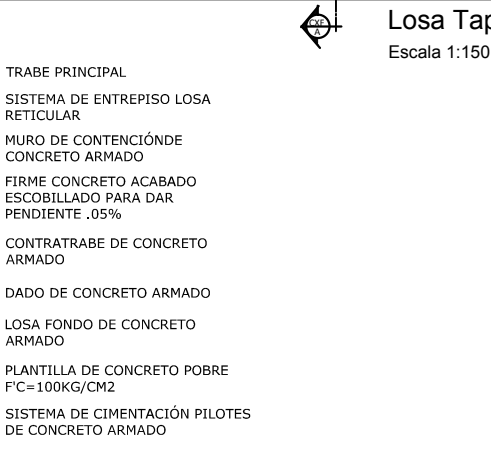 CXF
A
Losa Tap
Escala 1:150
TRABE PRINCIPAL
SISTEMA DE ENTREPISO LOSA
RETICULAR
MURO DE CONTENCIÓNDE
CONCRETO ARMADO
FIRME CONCRETO ACABADO
ESCOBILLADO PARA DAR
PENDIENTE .05%
CONTRATRABE DE CONCRETO
ARMADO
DADO DE CONCRETO ARMADO
LOSA FONDO DE CONCRETO
ARMADO
PLANTILLA DE CONCRETO POBRE
F'C=100KG/CM2
SISTEMA DE CIMENTACIÓN PILOTES
DE CONCRETO ARMADO